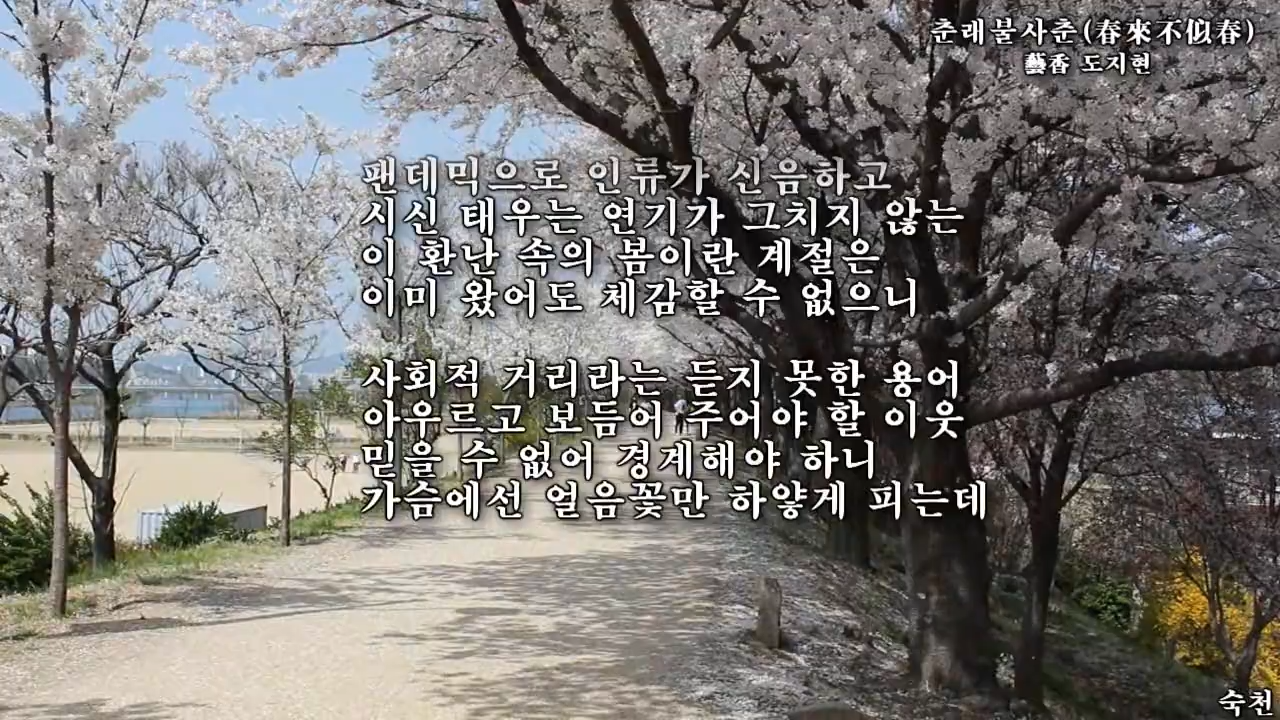 춘래불사춘(春來不似春)
藝香 도지현
팬데믹으로 인류가 신음하고
시신 태우는 연기가 그치지 않는
이 환난 속의 봄이란 계절은
이미 왔어도 체감할 수 없으니
사회적 거리라는 듣지 못한 용어
아우르고 보듬어 주어야 할 이웃
믿을 수 없어 경계해야 하니
가슴에선 얼음꽃만 하얗게 피는데
숙천